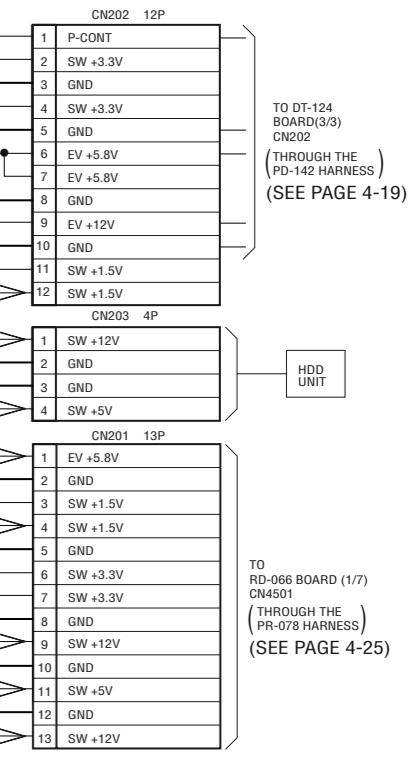 CN202 12P
1 P-CONT
2 SW +3.3V
3 GND
4 SW +3.3V
5 GND
6 EV +5.8V
7 EV +5.8V
8 GND
9 EV +12V
10 GND
11 SW +1.5V
12 SW +1.5V
TO DT-124
BOARD(3/3)
CN202
(THROUGH THE
PD-142 HARNESS)
(SEE PAGE 4-19)
CN203 4P
1 SW +12V
2 GND
3 GND
4 SW +5V
HDD
UNIT
CN201 13P
1 EV +5.8V
2 GND
3 SW +1.5V
4 SW +1.5V
5 GND
6 SW +3.3V
7 SW +3.3V
8 GND
9 SW +12V
10 GND
11 SW +5V
12 GND
13 SW +12V
TO
RD-066 BOARD (1/7)
CN4501
(THROUGH THE
PR-078 HARNESS)
(SEE PAGE 4-25)